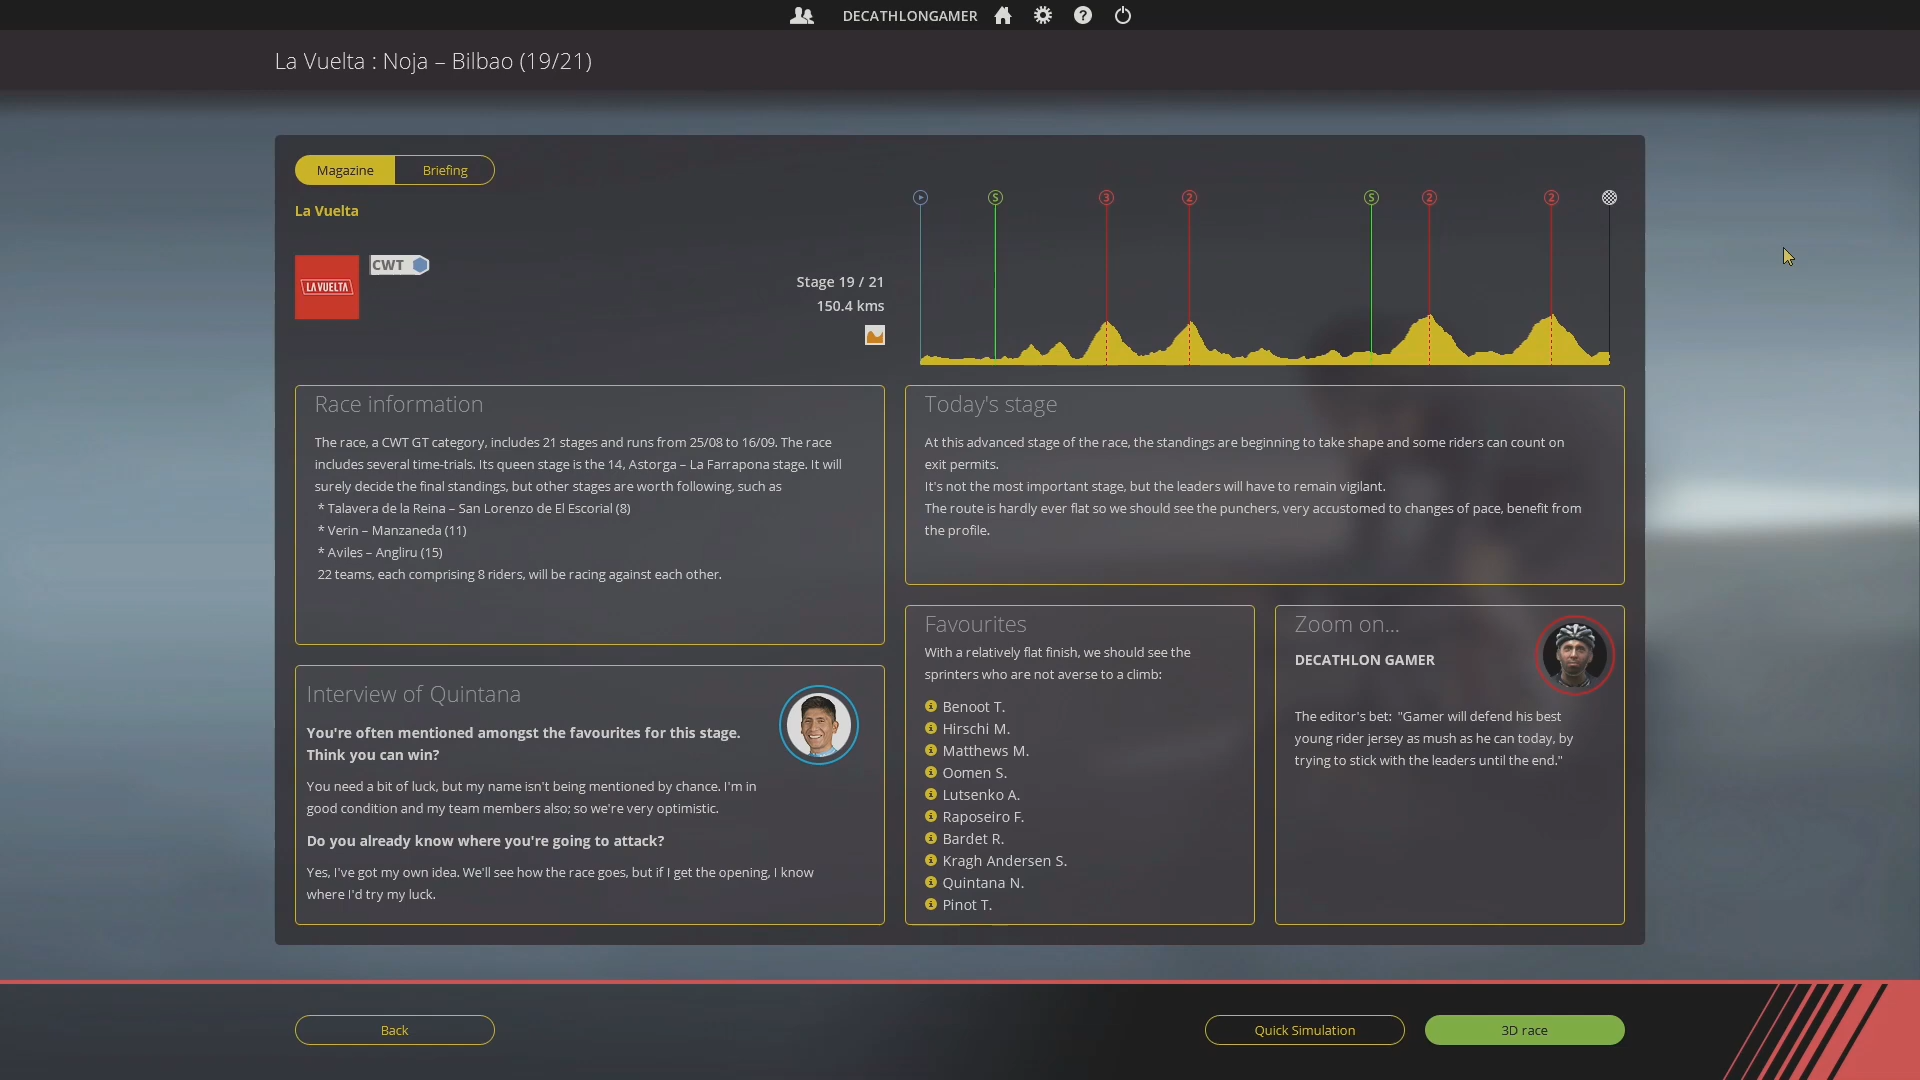 DECATHLONGAMER
La Vuelta : Noja – Bilbao (19/21)
Magazine
Briefing
La Vuelta
LA VUELTA
CWT
Stage 19 / 21
150.4 kms
S
3
2
S
2
2
Race information
The race, a CWT GT category, includes 21 stages and runs from 25/08 to 16/09. The race
includes several time-trials. Its queen stage is the 14, Astorga – La Farrapona stage. It will
surely decide the final standings, but other stages are worth following, such as
* Talavera de la Reina – San Lorenzo de El Escorial (8)
* Verin – Manzaneda (11)
* Aviles – Angliru (15)
22 teams, each comprising 8 riders, will be racing against each other.
Today's stage
At this advanced stage of the race, the standings are beginning to take shape and some riders can count on
exit permits.
It's not the most important stage, but the leaders will have to remain vigilant.
The route is hardly ever flat so we should see the punchers, very accustomed to changes of pace, benefit from
the profile.
Interview of Quintana
You're often mentioned amongst the favourites for this stage.
Think you can win?
You need a bit of luck, but my name isn't being mentioned by chance. I'm in
good condition and my team members also; so we're very optimistic.
Do you already know where you're going to attack?
Yes, I've got my own idea. We'll see how the race goes, but if I get the opening, I know
where I'd try my luck.
Favourites
With a relatively flat finish, we should see the
sprinters who are not averse to a climb:
Benoot T.
Hirschi M.
Matthews M.
Oomen S.
Lutsenko A.
Raposeiro F.
Bardet R.
Kragh Andersen S.
Quintana N.
Pinot T.
Zoom on...
DECATHLON GAMER
The editor's bet: "Gamer will defend his best
young rider jersey as mush as he can today, by
trying to stick with the leaders until the end."
Back
Quick Simulation
3D race